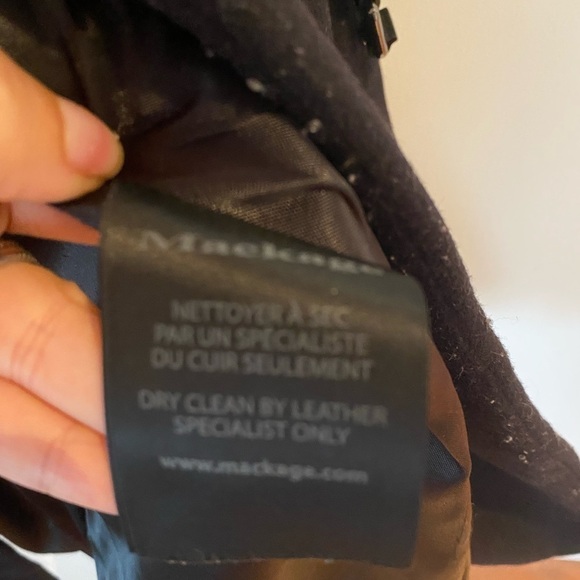 Mackage
NETTOYER À SEC
PAR UN SPÉCIALISTE
DU CUIR SEULEMENT
DRY CLEAN BY LEATHER
SPECIALIST ONLY
www.mackage.com